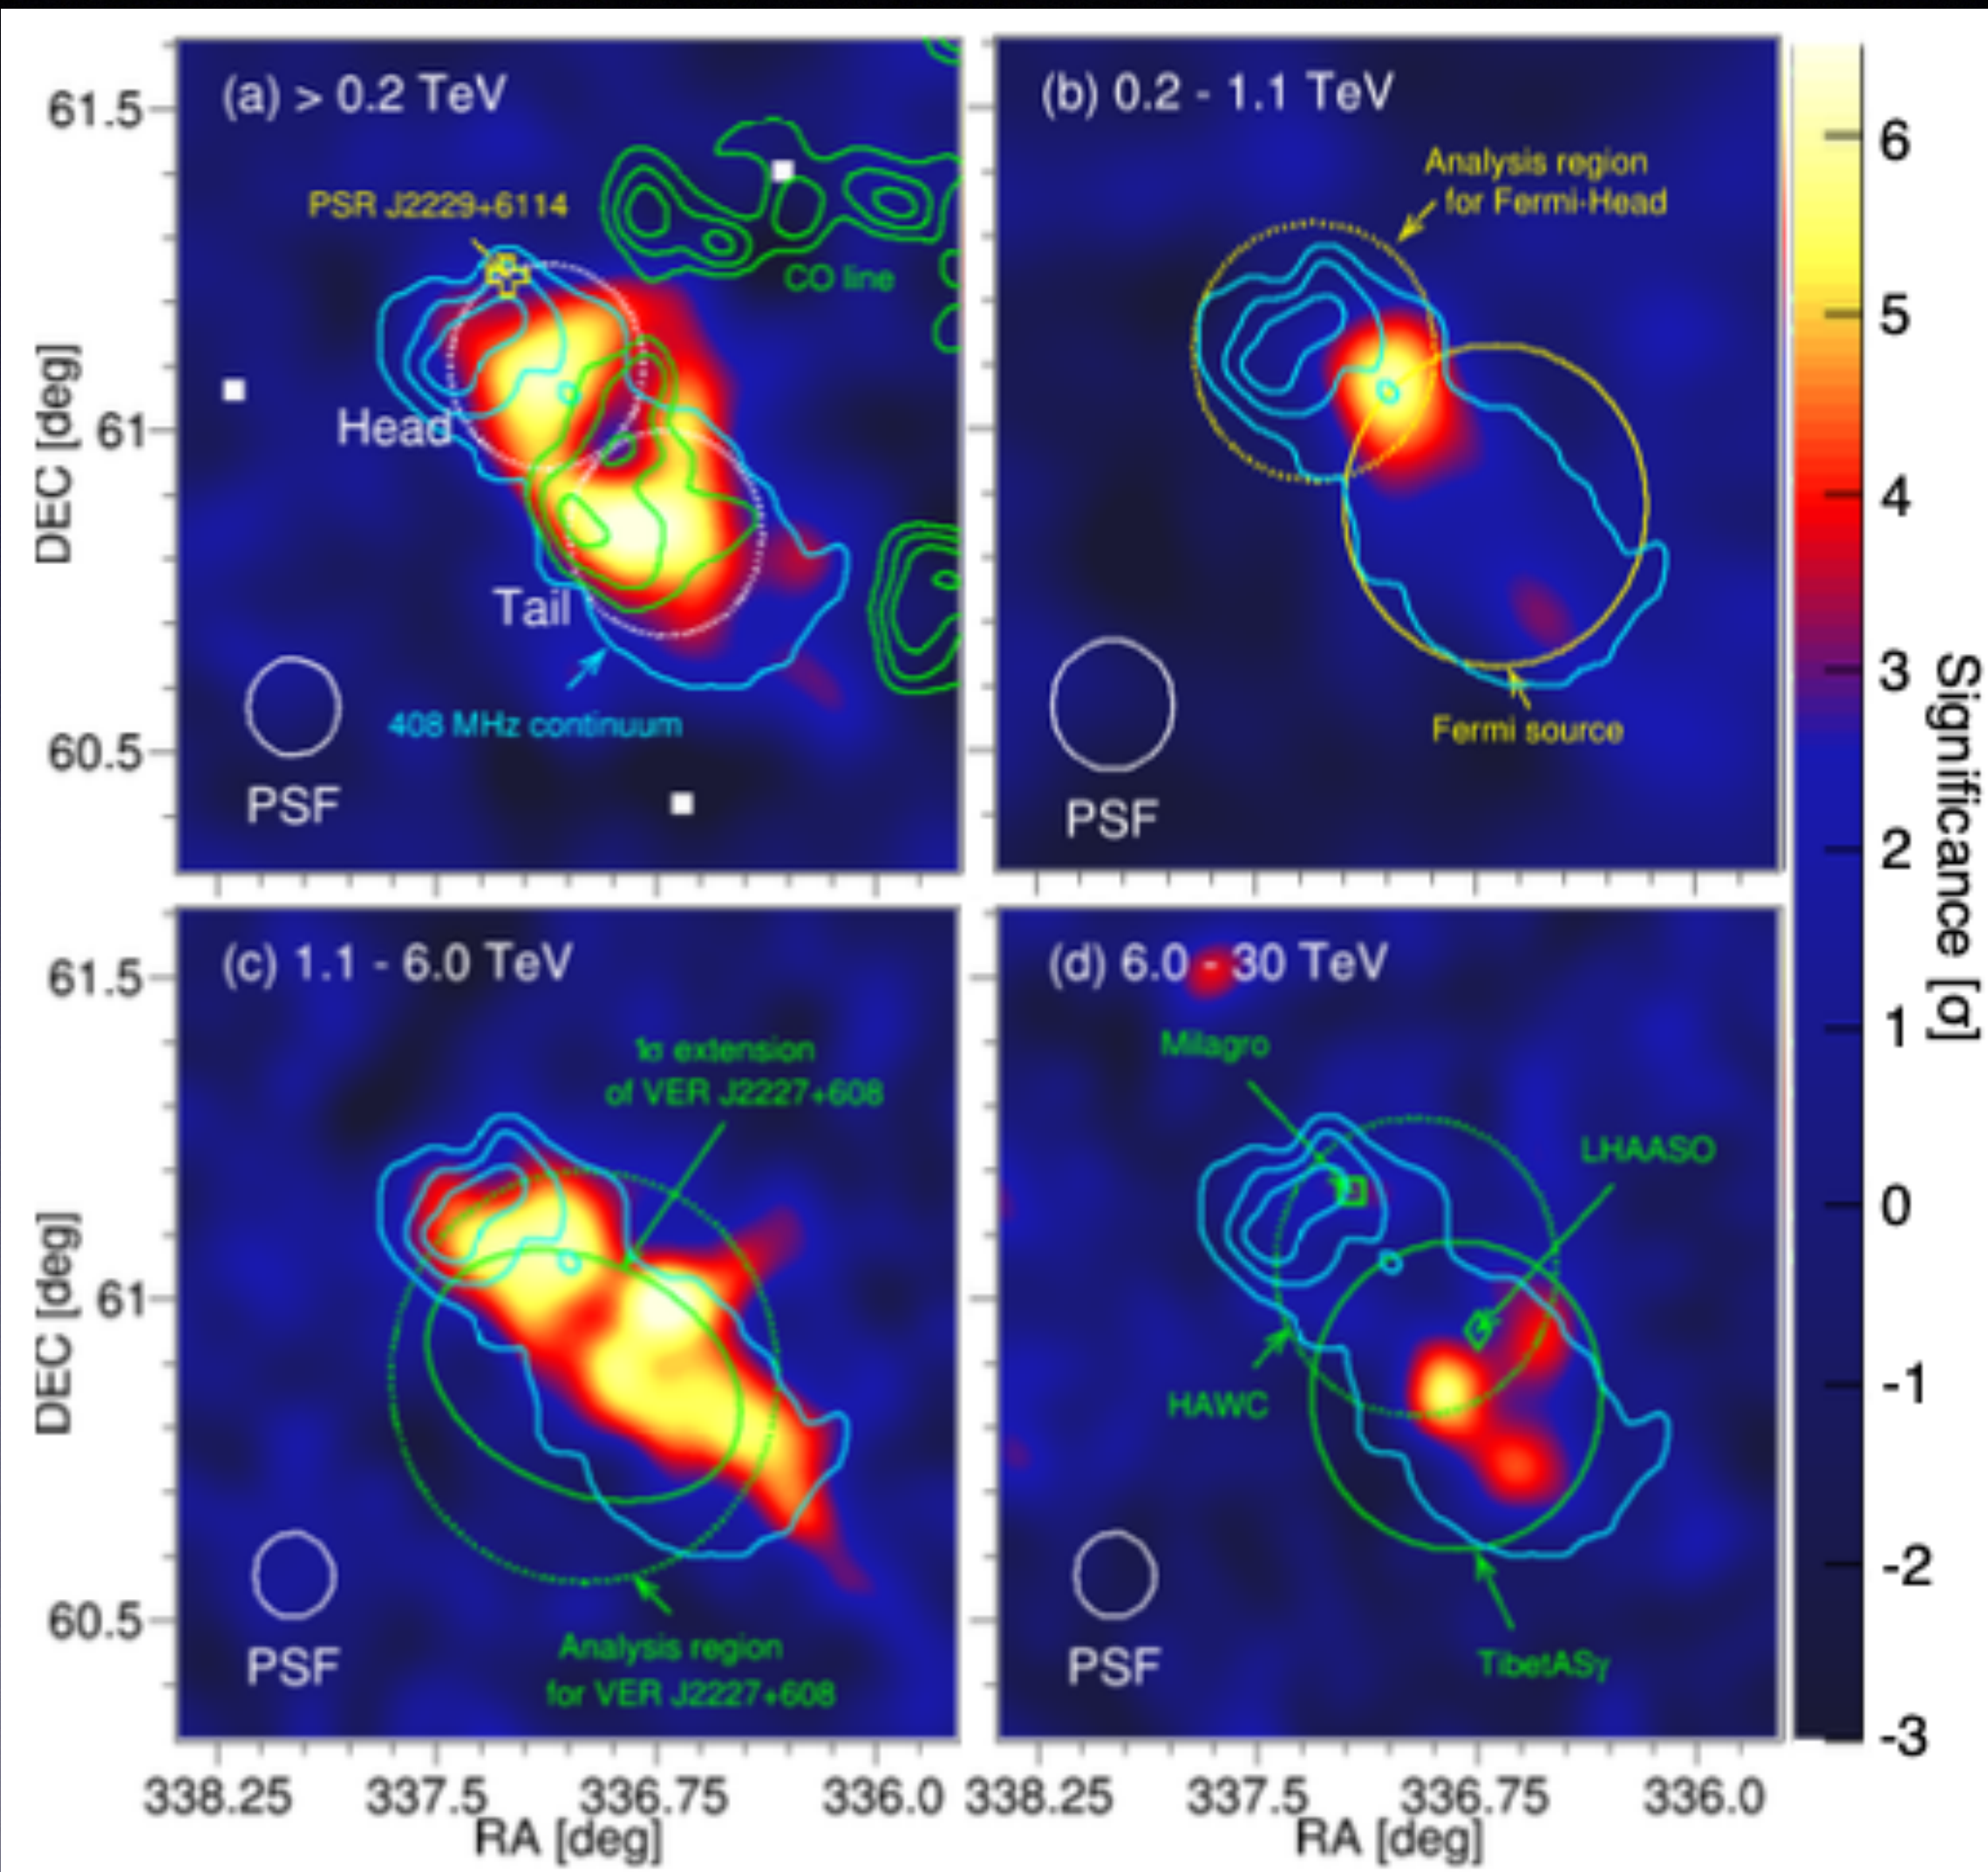 (a) > 0.2 TeV
PSR J2229+6114
CO line
Head
Tail
408 MHz continuum
PSF
61.5
61
60.5
DEC [deg]
(b) 0.2 - 1.1 TeV
Analysis region
for Fermi-Head
Fermi source
PSF
(c) 1.1 - 6.0 TeV
1σ extension
of VER J2227+608
Analysis region
for VER J2227+608
PSF
61.5
61
60.5
DEC [deg]
338.25 337.5 336.75 336.0
RA [deg]
(d) 6.0 - 30 TeV
Milagro
LHAASO
HAWC
TibetASγ
PSF
338.25 337.5 336.75 336.0
RA [deg]
6
5
4
3
2
1
0
-1
-2
-3
Significance [σ]